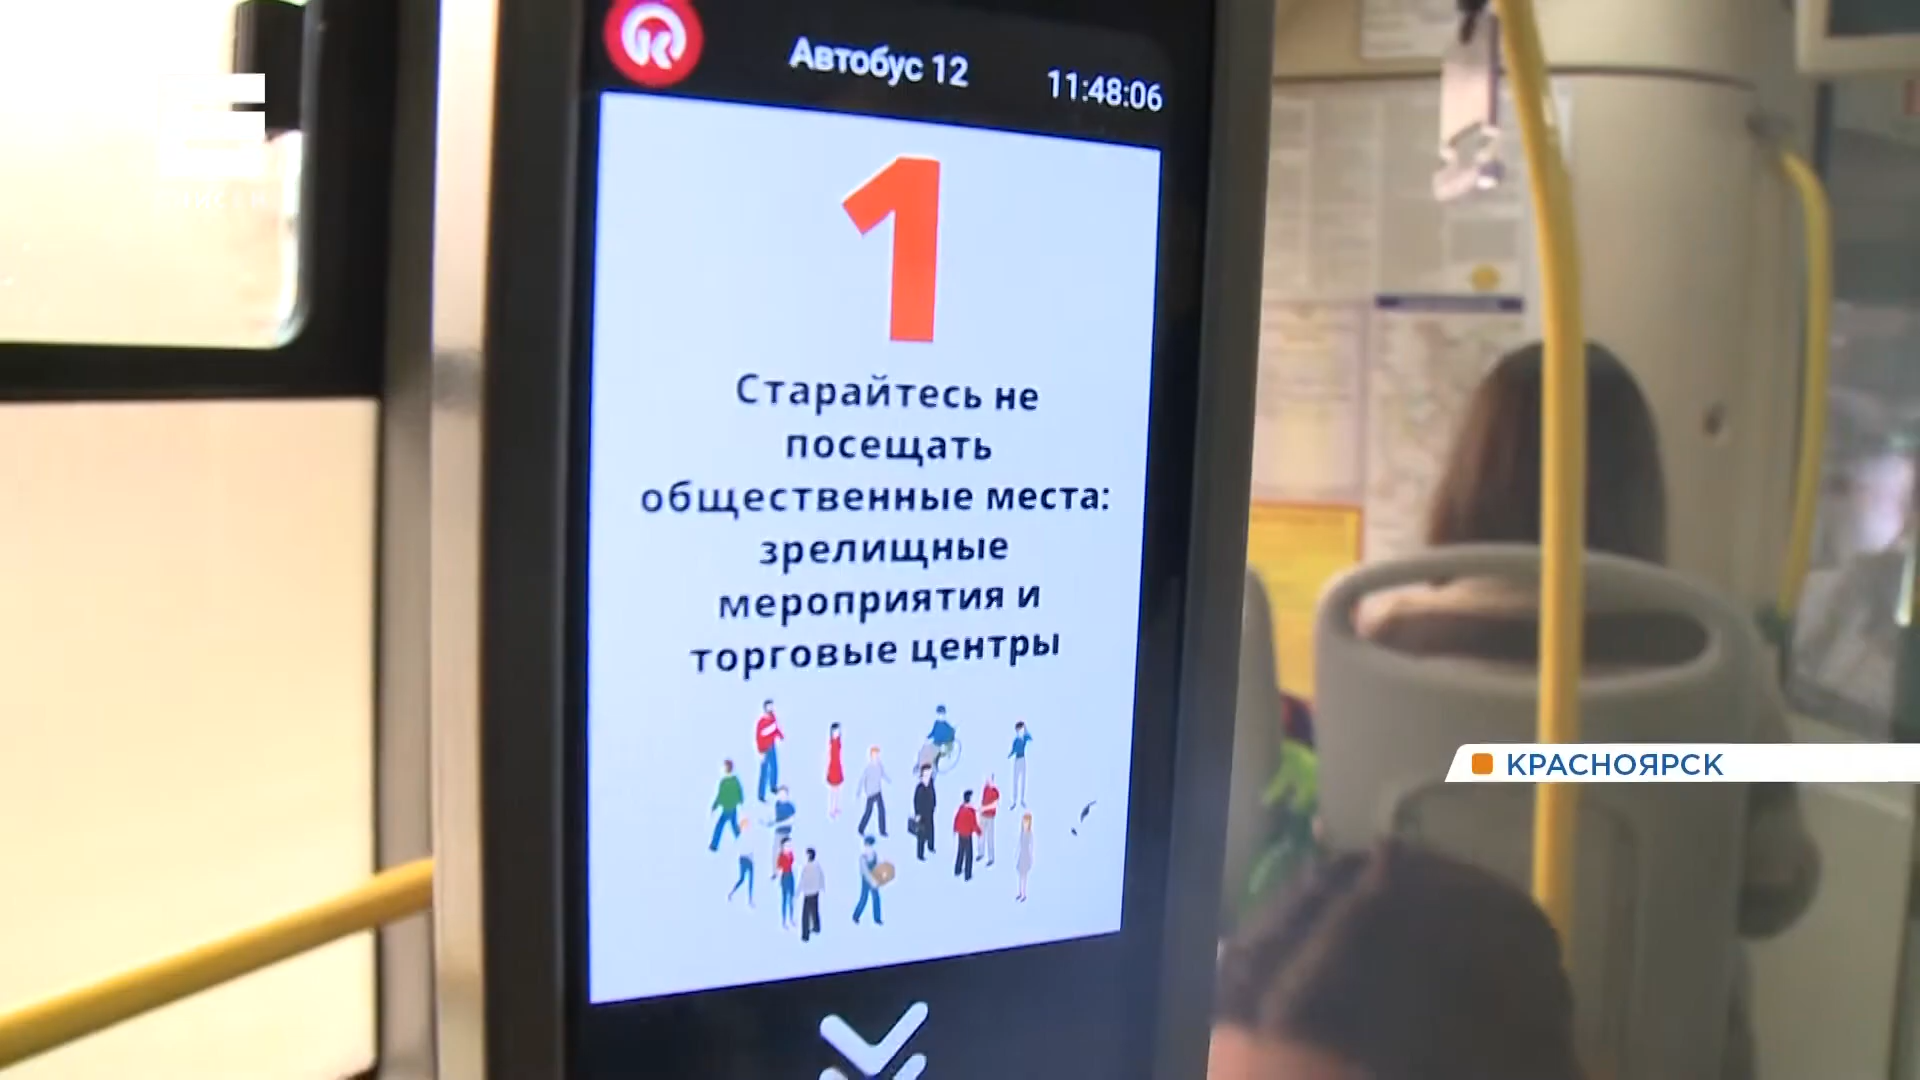 Автобус 12
11:48:06
1
Старайтесь не
посещать
общественные места:
зрелищные
мероприятия и
торговые центры
КРАСНОЯРСК